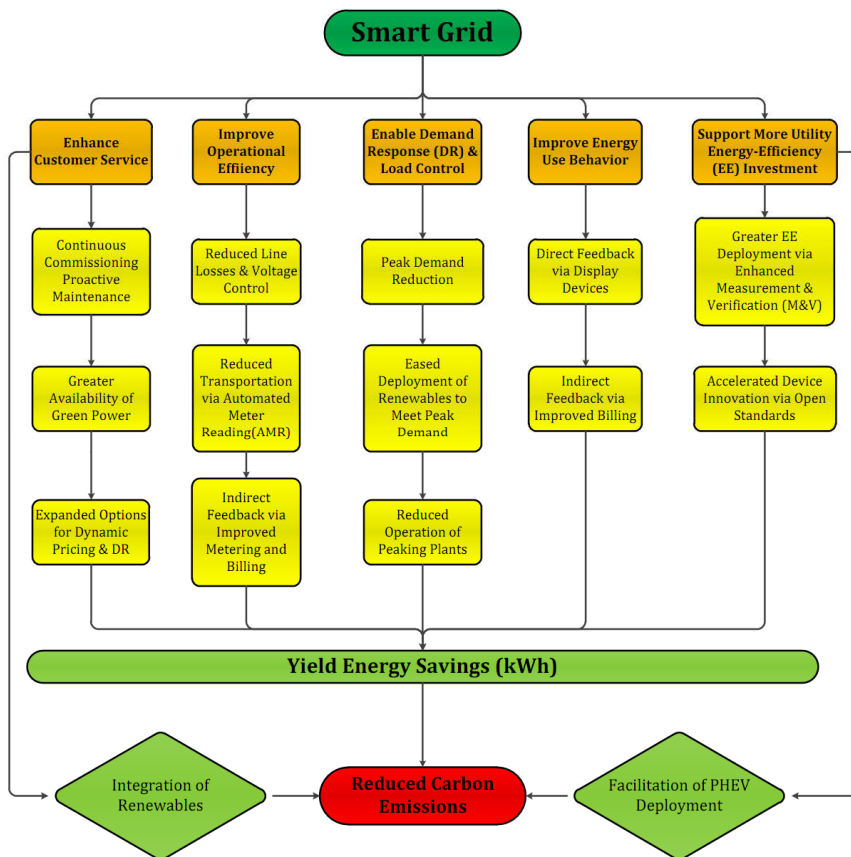 Smart Grid
Enhance
Customer Service
Improve
Operational
Effiiency
Enable Demand
Response (DR) &
Load Control
Improve Energy
Use Behavior
Support More Utility
Energy-Efficiency
(EE) Investment
Continuous
Commissioning
Proactive
Maintenance
Reduced Line
Losses & Voltage
Control
Peak Demand
Reduction
Direct Feedback
via Display
Devices
Greater EE
Deployment via
Enhanced
Measurement &
Verification (M&V)
Greater
Availability of
Green Power
Reduced
Transportation
via Automated
Meter
Reading(AMR)
Eased
Deployment of
Renewables to
Meet Peak
Demand
Indirect
Feedback via
Improved Billing
Accelerated Device
Innovation via Open
Standards
Expanded Options
for Dynamic
Pricing & DR
Indirect
Feedback via
Improved
Metering and
Billing
Reduced
Operation of
Peaking Plants
Yield Energy Savings (kWh)
Integration of
Renewables
Reduced Carbon
Emissions
Facilitation of PHEV
Deployment